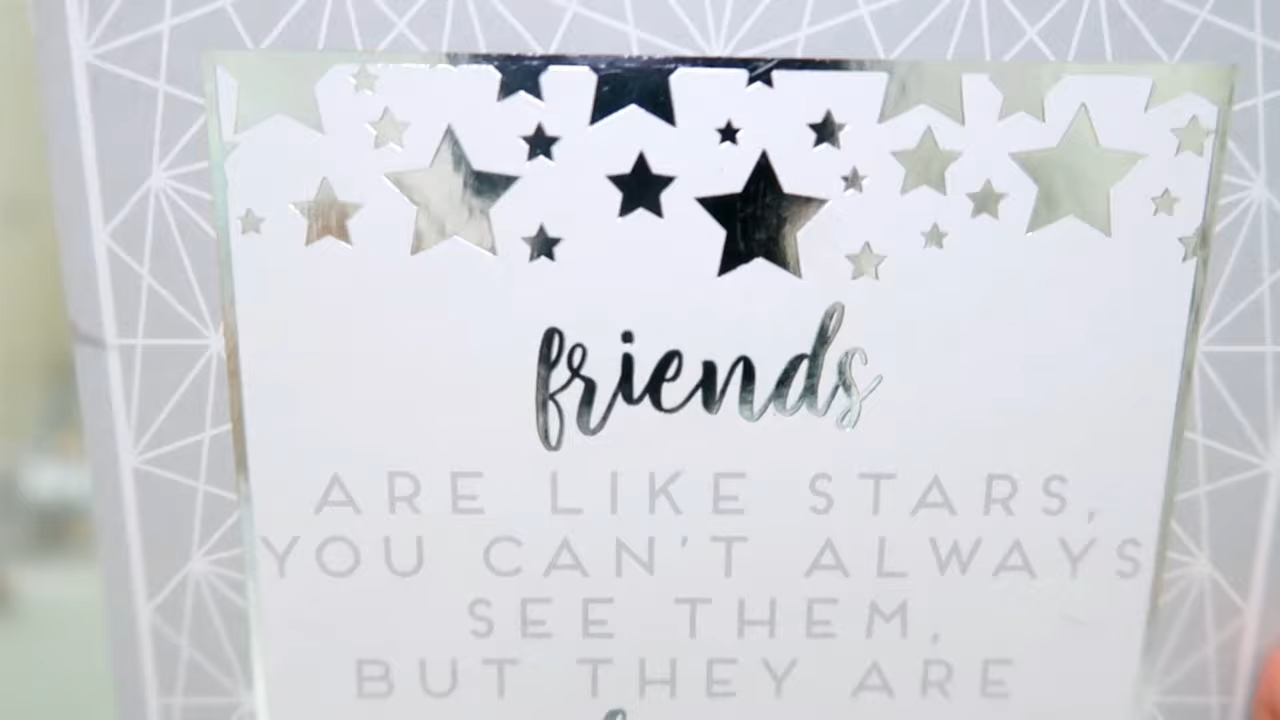 friends
ARE LIKE STARS,
YOU CAN'T ALWAYS
SEE THEM,
BUT THEY ARE